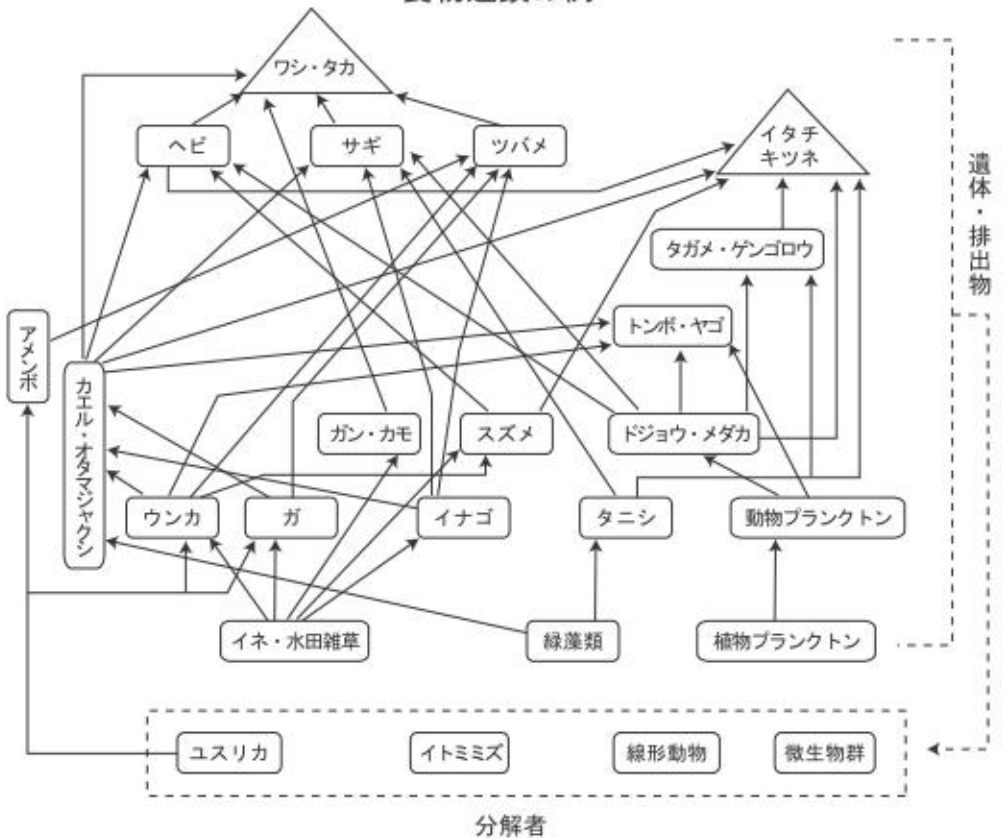 ワシ・タカ
ヘビ
サギ
ツバメ
イタチ
キツネ
遺体・排出物
タガメ・ゲンゴロウ
トンボ・ヤゴ
アメンボ
カエル・オタマジャクシ
ガン・カモ
スズメ
ドジョウ・メダカ
ウンカ
ガ
イナゴ
タニシ
動物プランクトン
イネ・水田雑草
緑藻類
植物プランクトン
ユスリカ
イトミミズ
線形動物
微生物群
分解者